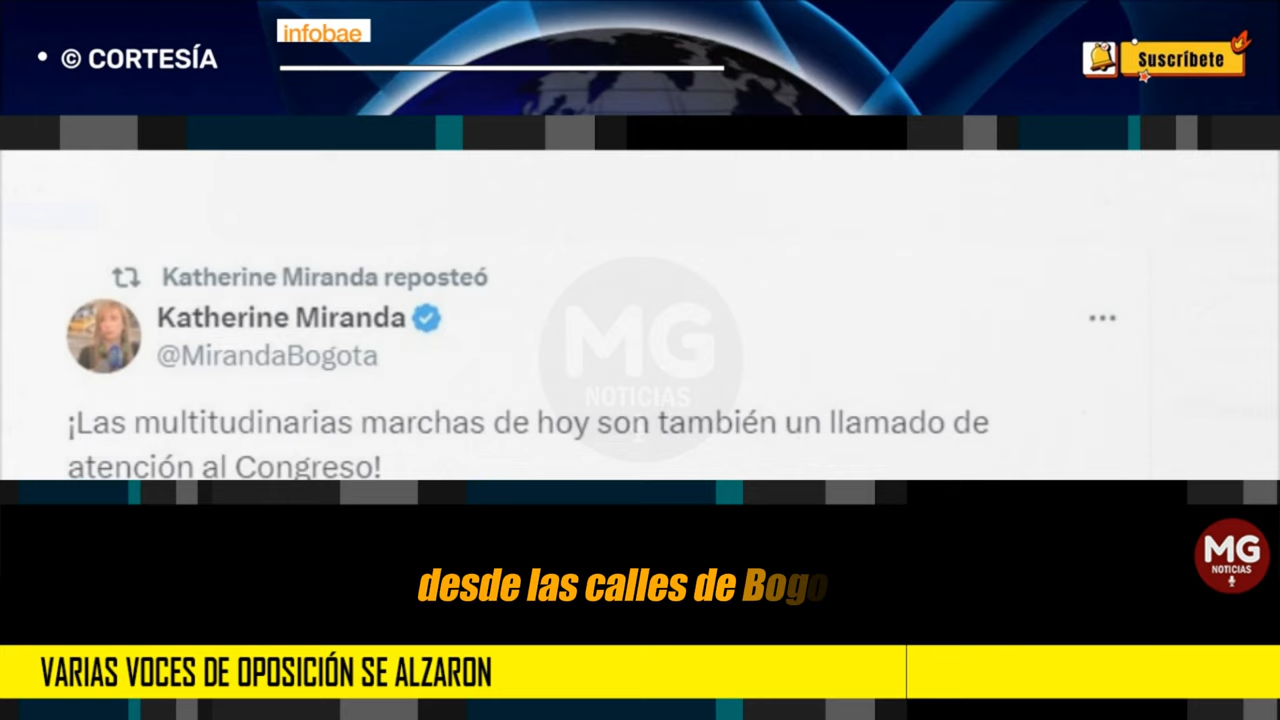 infobae
• © CORTESÍA
Suscríbete
Katherine Miranda reposteó
Katherine Miranda
@MirandaBogota
¡Las multitudinarias marchas de hoy son también un llamado de
atención al Congreso!
MG
NOTICIAS
desde las calles de Bogo
MG
NOTICIAS
VARIAS VOCES DE OPOSICIÓN SE ALZARON